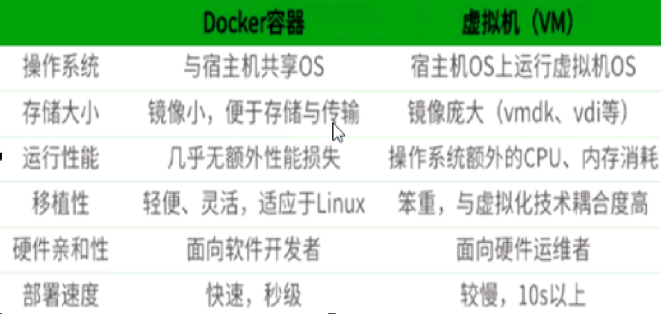 Docker容器 虚拟机（VM）
操作系统 与宿主机共享OS 宿主机OS上运行虚拟机OS
存储大小 镜像小，便于存储与传输 镜像庞大（vmdk、vdi等）
运行性能 几乎无额外性能损失 操作系统额外的CPU、内存消耗
移植性 轻便、灵活，适应于Linux 笨重，与虚拟化技术耦合度高
硬件亲和性 面向软件开发者 面向硬件运维者
部署速度 快速，秒级 较慢，10s以上